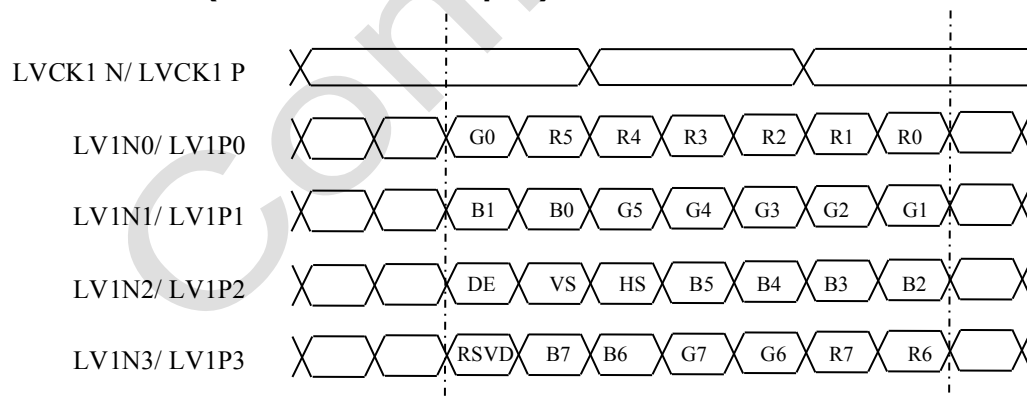 LVCK1 N/ LVCK1 P
LV1N0/ LV1P0 G0 R5 R4 R3 R2 R1 R0
LV1N1/ LV1P1 B1 B0 G5 G4 G3 G2 G1
LV1N2/ LV1P2 DE VS HS B5 B4 B3 B2
LV1N3/ LV1P3 RSVD B7 B6 G7 G6 R7 R6